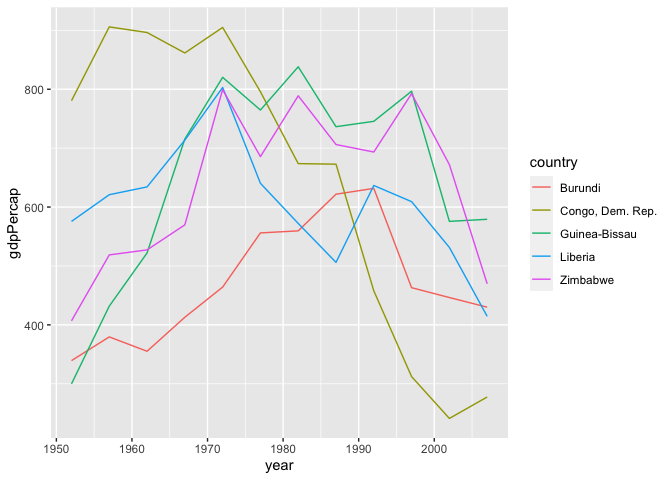 800
600
400
gdpPercap
1950 1960 1970 1980 1990 2000
year
country
Burundi
Congo, Dem. Rep.
Guinea-Bissau
Liberia
Zimbabwe